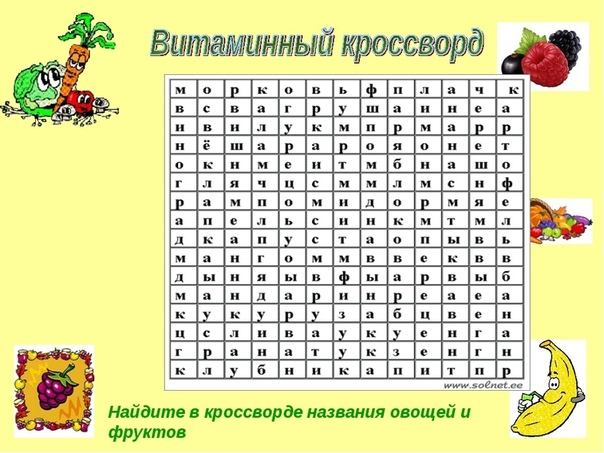 Витаминный кроссворд
м о р к о в ь ф п л а ч к
в с в а г р у ш а и н е а
и в и л у к м п р м а р р
н ё ш а р а р о я о н е т
о к н м е и т м б н а ш о
г л я ч ц с м м л м с н ф
р а м п о м и д о р м я е
а п е л ь с и н к м т м л
д к а п у с т а о п ы в ь
м а н г о м м в в е к в в
д ы н я ы в ф ы а р в ы б
м а н д а р и н р е а е а
к у к у р у з а б ц в е н
ц с л и в а у к у е н г а
г р а н а т у к з е н г н
к л у б н и к а п и т п р
www.solnet.ee
Найдите в кроссворде названия овощей и
фруктов